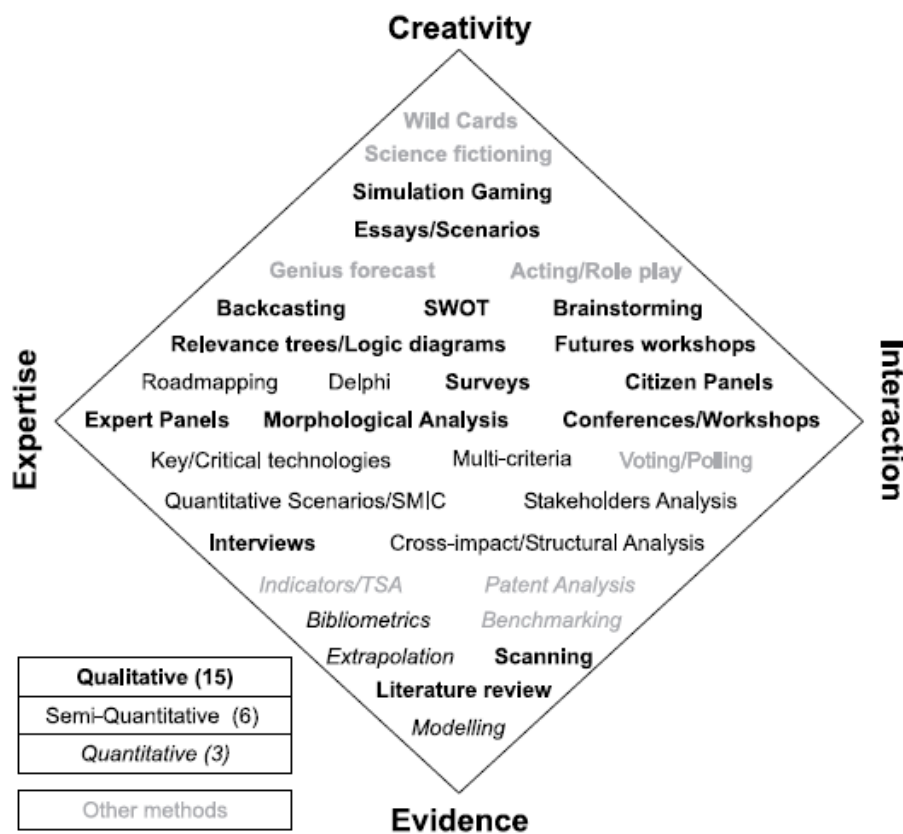 Creativity
Wild Cards
Science fictioning
Simulation Gaming
Essays/Scenarios
Genius forecast Acting/Role play
Backcasting SWOT Brainstorming
Relevance trees/Logic diagrams Futures workshops
Roadmapping Delphi Surveys Citizen Panels
Expert Panels Morphological Analysis Conferences/Workshops
Key/Critical technologies Multi-criteria Voting/Polling
Quantitative Scenarios/SMIC Stakeholders Analysis
Interviews Cross-impact/Structural Analysis
Indicators/TSA Patent Analysis
Bibliometrics Benchmarking
Extrapolation Scanning
Literature review
Modelling
Expertise
Interaction
Evidence
Qualitative (15)
Semi-Quantitative (6)
Quantitative (3)
Other methods